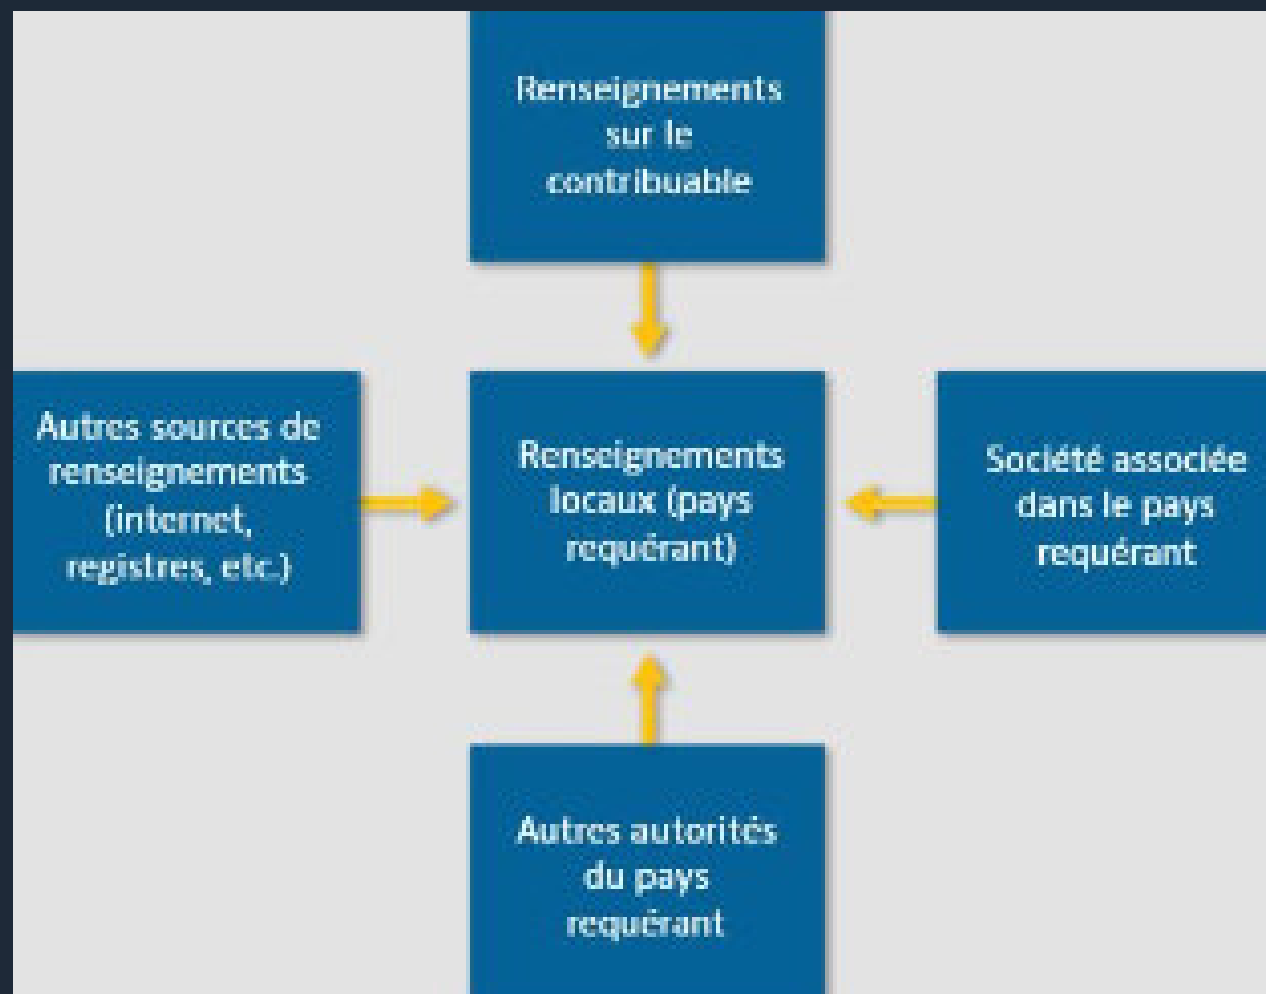 Renseignements
sur le
contribuable
Autres sources de
renseignements
(internet,
registres, etc.)
Renseignements
locaux (pays
requérant)
Société associée
dans le pays
requérant
Autres autorités
du pays
requérant